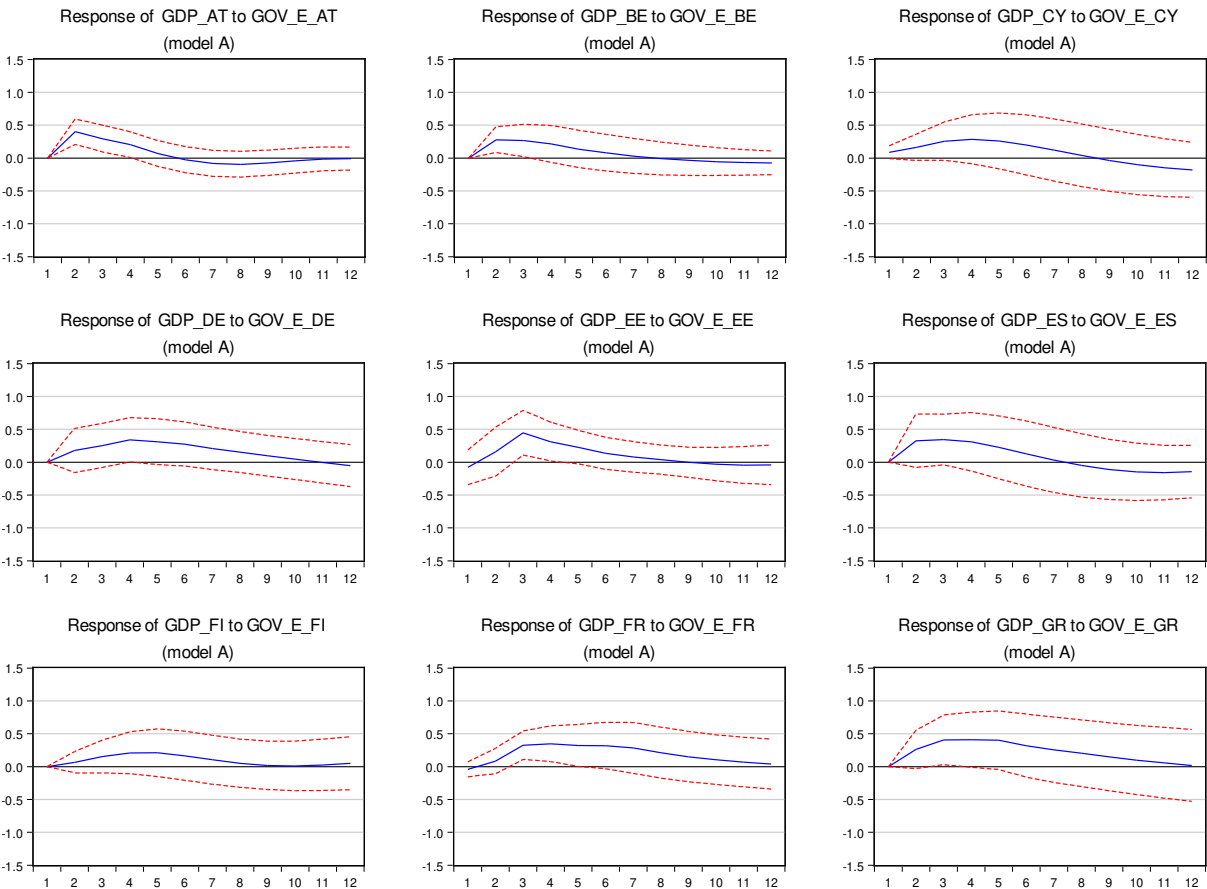 Response of GDP_AT to GOV_E_AT
(model A)
1.5
1.0
0.5
0.0
-0.5
-1.0
-1.5
1 2 3 4 5 6 7 8 9 10 11 12
Response of GDP_BE to GOV_E_BE
(model A)
1.5
1.0
0.5
0.0
-0.5
-1.0
-1.5
1 2 3 4 5 6 7 8 9 10 11 12
Response of GDP_CY to GOV_E_CY
(model A)
1.5
1.0
0.5
0.0
-0.5
-1.0
-1.5
1 2 3 4 5 6 7 8 9 10 11 12
Response of GDP_DE to GOV_E_DE
(model A)
1.5
1.0
0.5
0.0
-0.5
-1.0
-1.5
1 2 3 4 5 6 7 8 9 10 11 12
Response of GDP_EE to GOV_E_EE
(model A)
1.5
1.0
0.5
0.0
-0.5
-1.0
-1.5
1 2 3 4 5 6 7 8 9 10 11 12
Response of GDP_ES to GOV_E_ES
(model A)
1.5
1.0
0.5
0.0
-0.5
-1.0
-1.5
1 2 3 4 5 6 7 8 9 10 11 12
Response of GDP_FI to GOV_E_FI
(model A)
1.5
1.0
0.5
0.0
-0.5
-1.0
-1.5
1 2 3 4 5 6 7 8 9 10 11 12
Response of GDP_FR to GOV_E_FR
(model A)
1.5
1.0
0.5
0.0
-0.5
-1.0
-1.5
1 2 3 4 5 6 7 8 9 10 11 12
Response of GDP_GR to GOV_E_GR
(model A)
1.5
1.0
0.5
0.0
-0.5
-1.0
-1.5
1 2 3 4 5 6 7 8 9 10 11 12